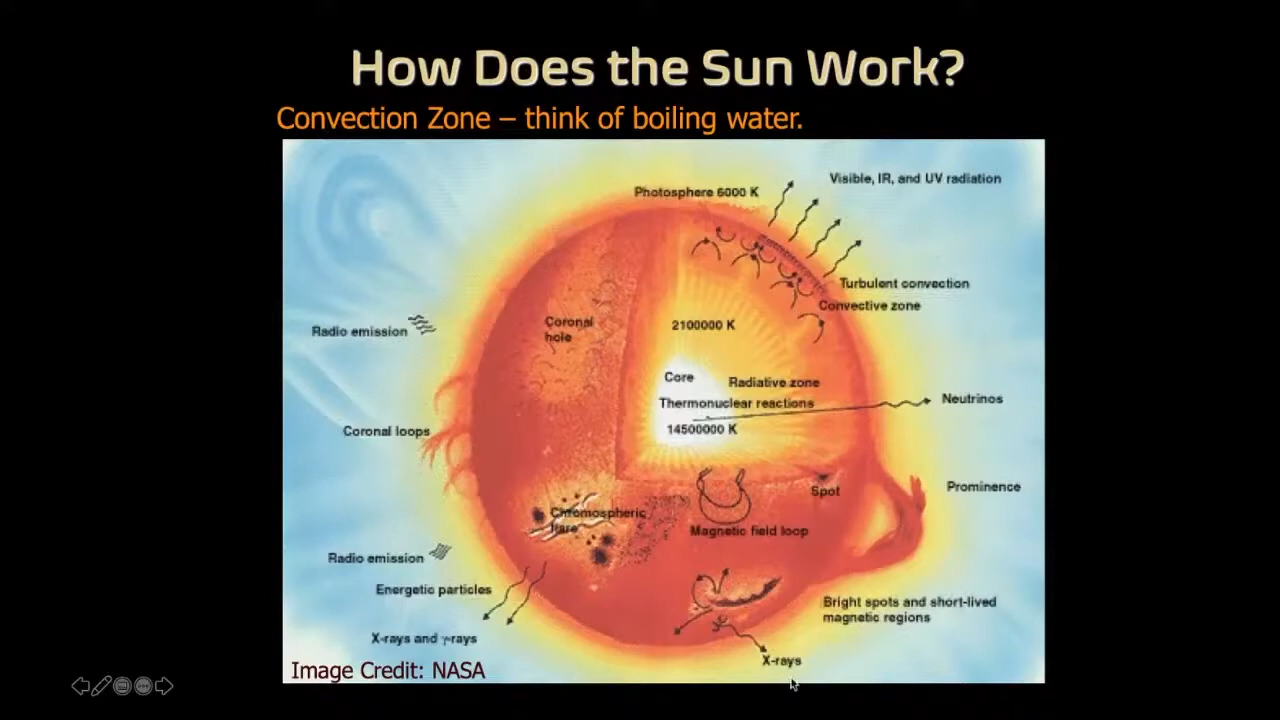 How Does the Sun Work?
Convection Zone – think of boiling water.
Photosphere 6000 K
Visible, IR, and UV radiation
Turbulent convection
Convective zone
Radio emission
Coronal
hole
2100000 K
Core
Radiative zone
Thermonuclear reactions
14500000 K
Neutrinos
Coronal loops
Spot
Prominence
Chromospheric
flare
Magnetic field loop
Radio emission
Energetic particles
Bright spots and short-lived
magnetic regions
X-rays and γ-rays
X-rays
Image Credit: NASA